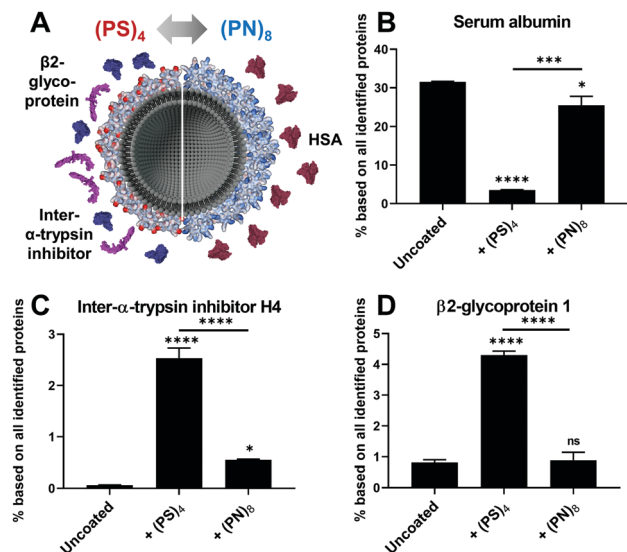 A
(PS)4
(PN)8
β2-
glyco-
protein
HSA
Inter-
α-trypsin
inhibitor
B
Serum albumin
% based on all identified proteins
40
30
20
10
0
***
*
****
Uncoated
+ (PS)4
+ (PN)8
C
Inter-α-trypsin inhibitor H4
% based on all identified proteins
3
2
1
0
****
****
*
Uncoated
+ (PS)4
+ (PN)8
D
β2-glycoprotein 1
% based on all identified proteins
5
4
3
2
1
0
****
****
ns
Uncoated
+ (PS)4
+ (PN)8